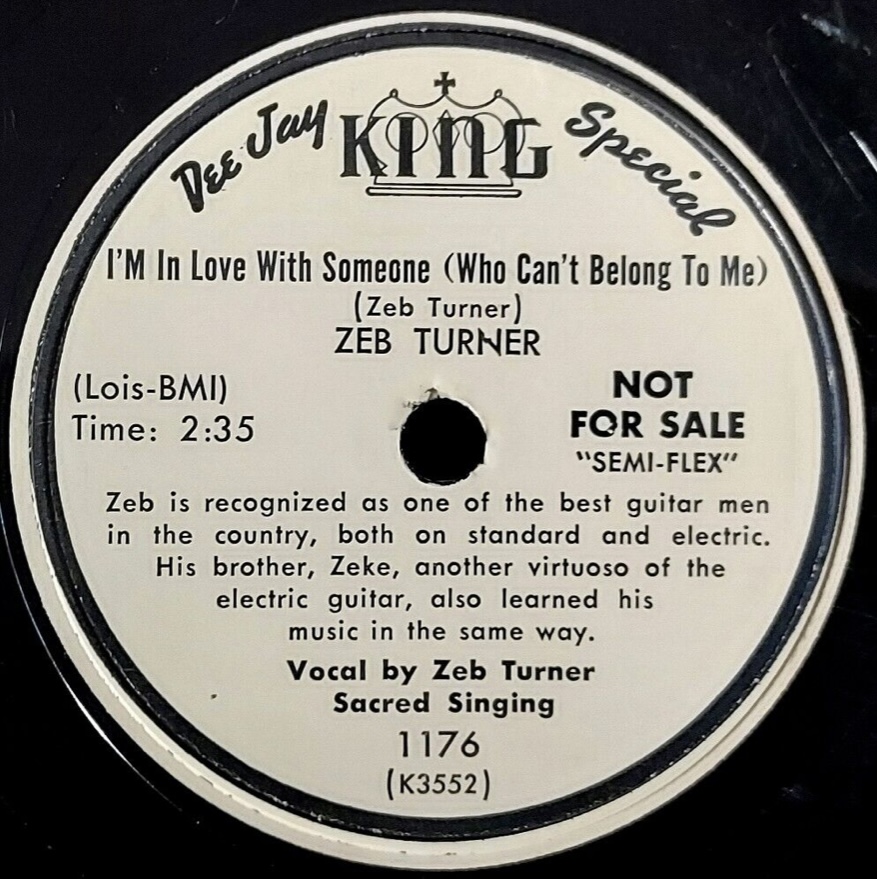 Dee Jay KING Special
I'M In Love With Someone (Who Can't Belong To Me)
(Zeb Turner)
ZEB TURNER
(Lois-BMI)
Time: 2:35
NOT
FOR SALE
"SEMI-FLEX"
Zeb is recognized as one of the best guitar men
in the country, both on standard and electric.
His brother, Zeke, another virtuoso of the
electric guitar, also learned his
music in the same way.
Vocal by Zeb Turner
Sacred Singing
1176
(K3552)